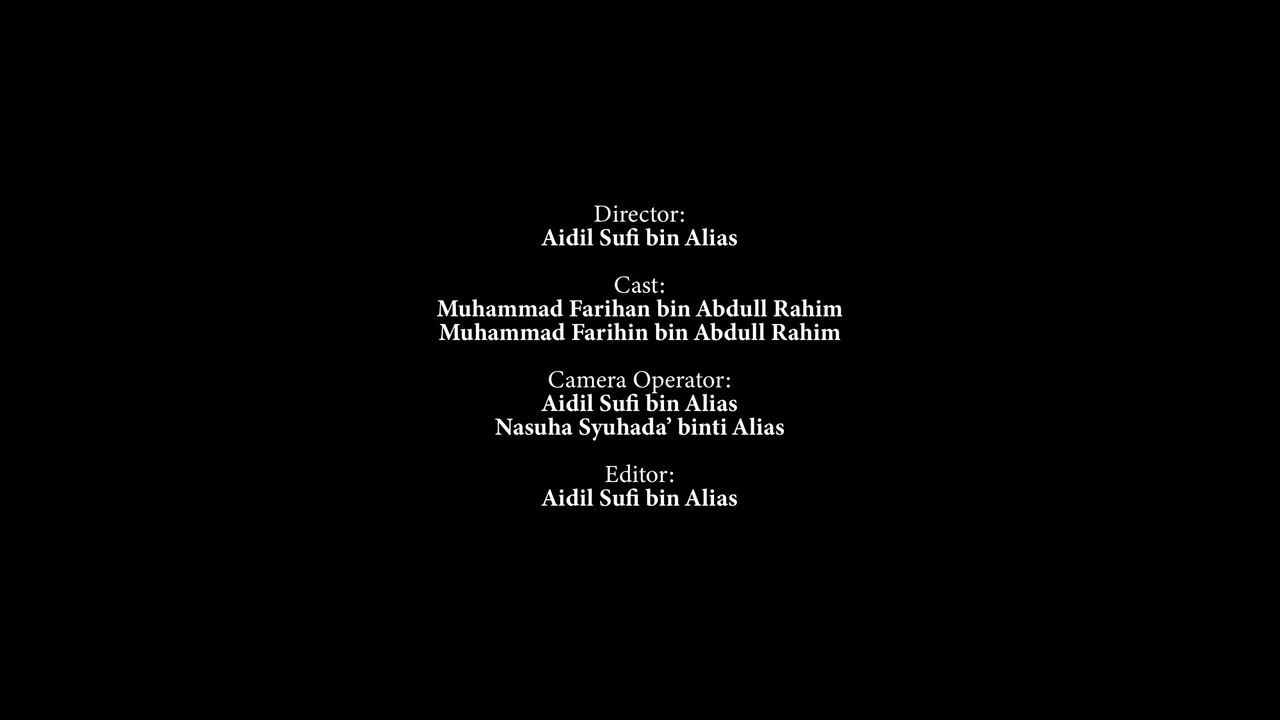 Director:
Aidil Sufi bin Alias
Cast:
Muhammad Farihan bin Abdull Rahim
Muhammad Farihin bin Abdull Rahim
Camera Operator:
Aidil Sufi bin Alias
Nasuha Syuhada’ binti Alias
Editor:
Aidil Sufi bin Alias